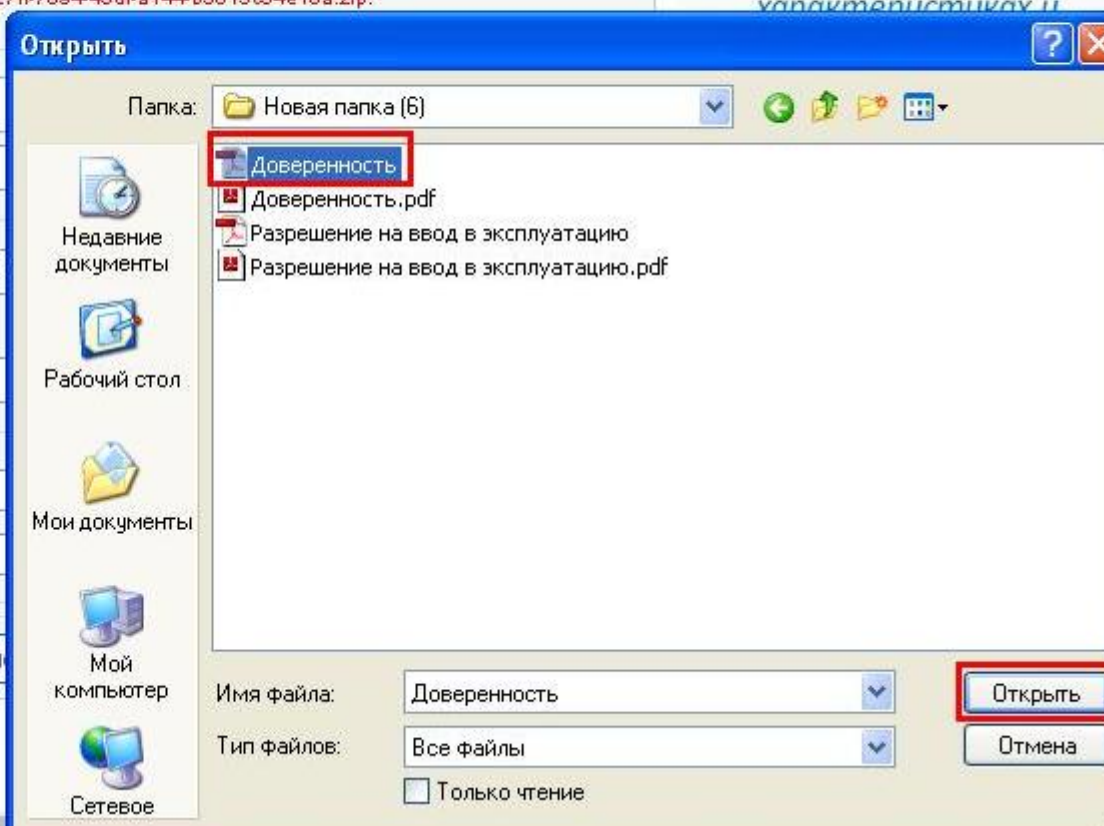 характеристиках и
Открыть
Папка:
Новая папка (6)
Доверенность
Доверенность.pdf
Разрешение на ввод в эксплуатацию
Разрешение на ввод в эксплуатацию.pdf
Недавние
документы
Рабочий стол
Мои документы
Мой
компьютер
Сетевое
Имя файла:
Доверенность
Открыть
Тип файлов:
Все файлы
Отмена
Только чтение